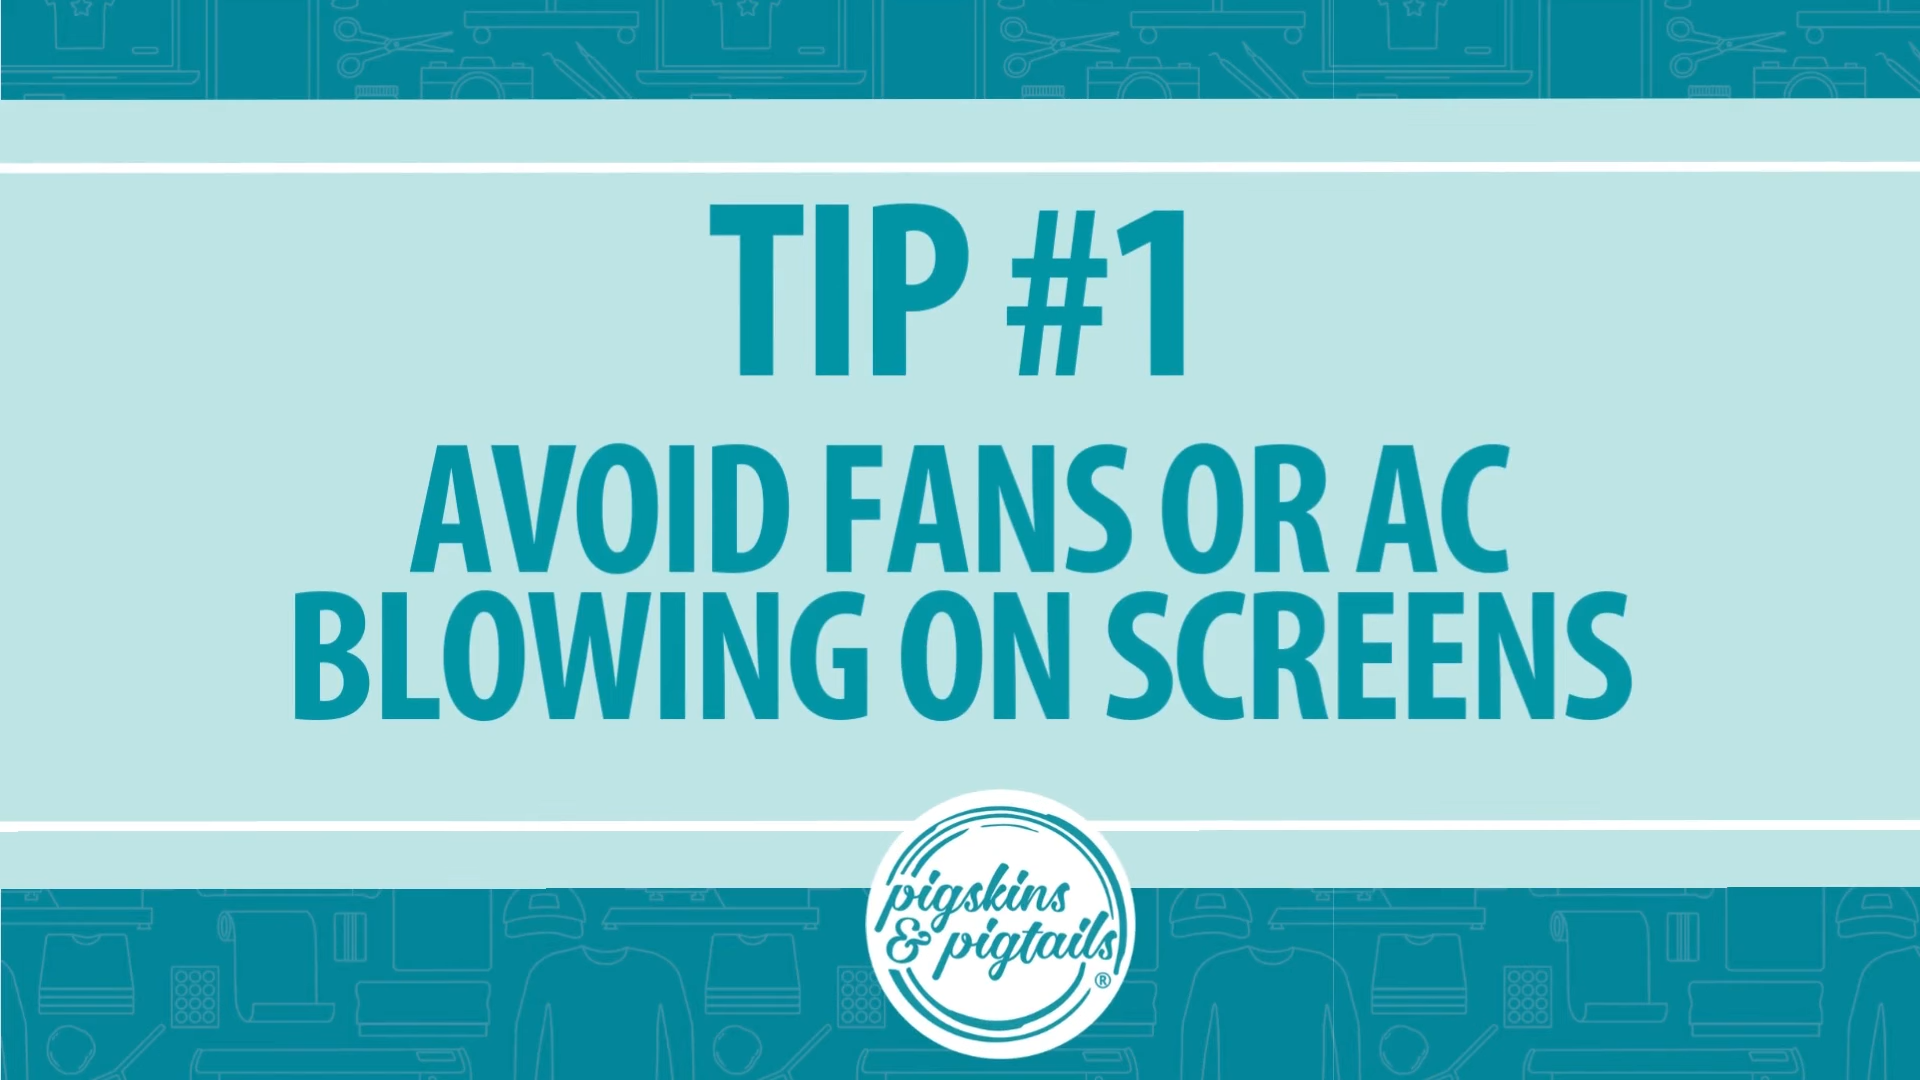 TIP #1
AVOID FANS OR AC
BLOWING ON SCREENS
pigskins
& pigtails
®